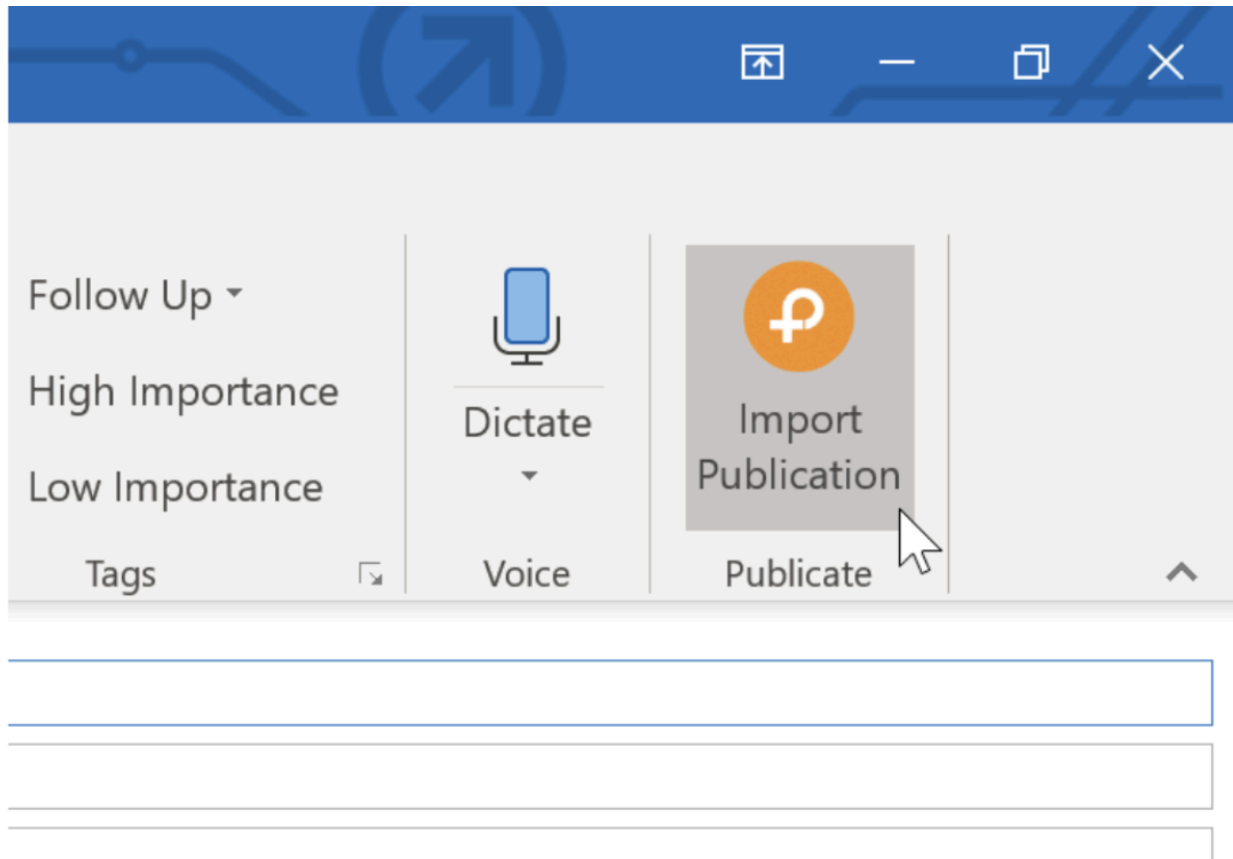 Follow Up
High Importance
Low Importance
Tags
Dictate
Voice
Import
Publication
Publicate